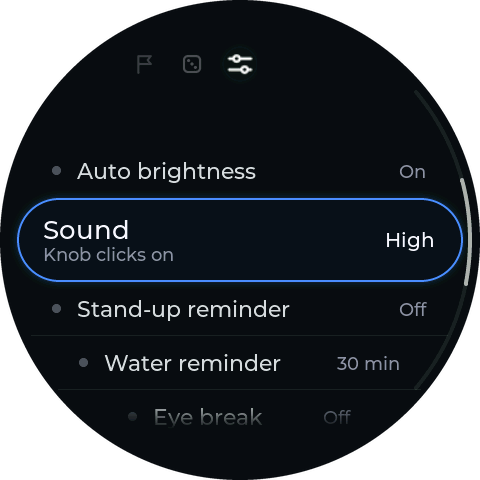 Auto brightness On
Sound High
Knob clicks on
Stand-up reminder Off
Water reminder 30 min
Eye break Off